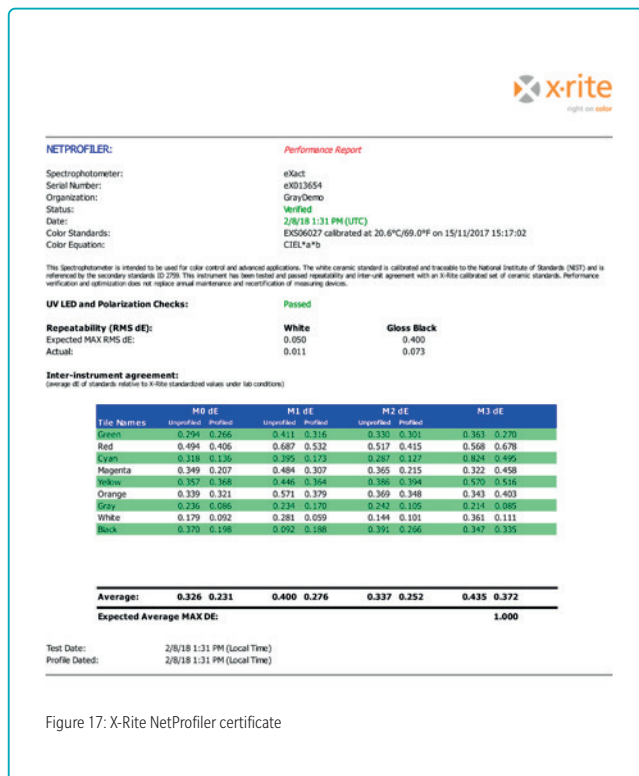 x-rite
right on color
NETPROFILER: Performance Report
Spectrophotometer: eXact
Serial Number: eX013654
Organization: GrayDemo
Status: Verified
Date: 2/8/18 1:31 PM (UTC)
Color Standards: EXS06027 calibrated at 20.6°C/69.0°F on 15/11/2017 15:17:02
Color Equation: CIEL*a*b
This Spectrophotometer is intended to be used for color control and advanced applications. The white ceramic standard is calibrated and traceable to the National Institute of Standards (NIST) and is
referenced by the secondary standards ID 2759. This instrument has been tested and passed repeatability and inter-unit agreement with an X-Rite calibrated set of ceramic standards. Performance
verification and optimization does not replace annual maintenance and recertification of measuring devices.
UV LED and Polarization Checks: Passed
Repeatability (RMS dE): White Gloss Black
Expected MAX RMS dE: 0.050 0.400
Actual: 0.011 0.073
Inter-instrument agreement:
(average dE of standards relative to X-Rite standardized values under lab conditions)
M0 dE M1 dE M2 dE M3 dE
Tile Names Unprofiled Profiled Unprofiled Profiled Unprofiled Profiled Unprofiled Profiled
Green 0.294 0.266 0.411 0.316 0.330 0.301 0.363 0.270
Red 0.494 0.406 0.687 0.532 0.517 0.415 0.568 0.678
Cyan 0.318 0.136 0.395 0.173 0.287 0.127 0.824 0.495
Magenta 0.349 0.207 0.484 0.307 0.365 0.215 0.322 0.458
Yellow 0.357 0.368 0.446 0.364 0.386 0.394 0.570 0.516
Orange 0.339 0.321 0.571 0.379 0.369 0.348 0.343 0.403
Gray 0.236 0.086 0.234 0.170 0.242 0.105 0.214 0.085
White 0.179 0.092 0.281 0.059 0.144 0.101 0.361 0.111
Black 0.370 0.198 0.092 0.188 0.391 0.266 0.347 0.335
Average: 0.326 0.231 0.400 0.276 0.337 0.252 0.435 0.372
Expected Average MAX DE: 1.000
Test Date: 2/8/18 1:31 PM (Local Time)
Profile Dated: 2/8/18 1:31 PM (Local Time)
Figure 17: X-Rite NetProfiler certificate